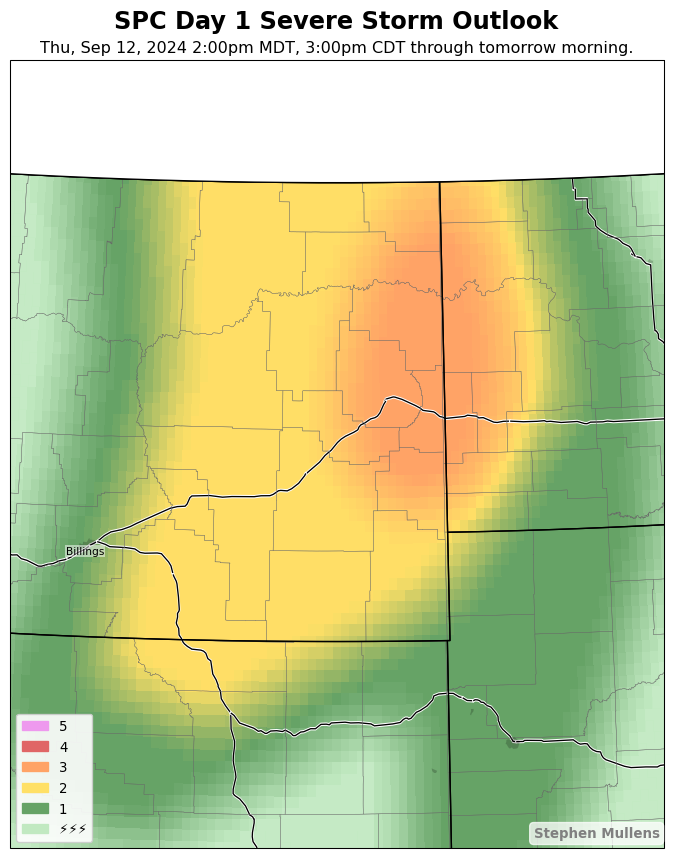 SPC Day 1 Severe Storm Outlook
Thu, Sep 12, 2024 2:00pm MDT, 3:00pm CDT through tomorrow morning.
Billings
5
4
3
2
1
⚡⚡⚡
Stephen Mullens